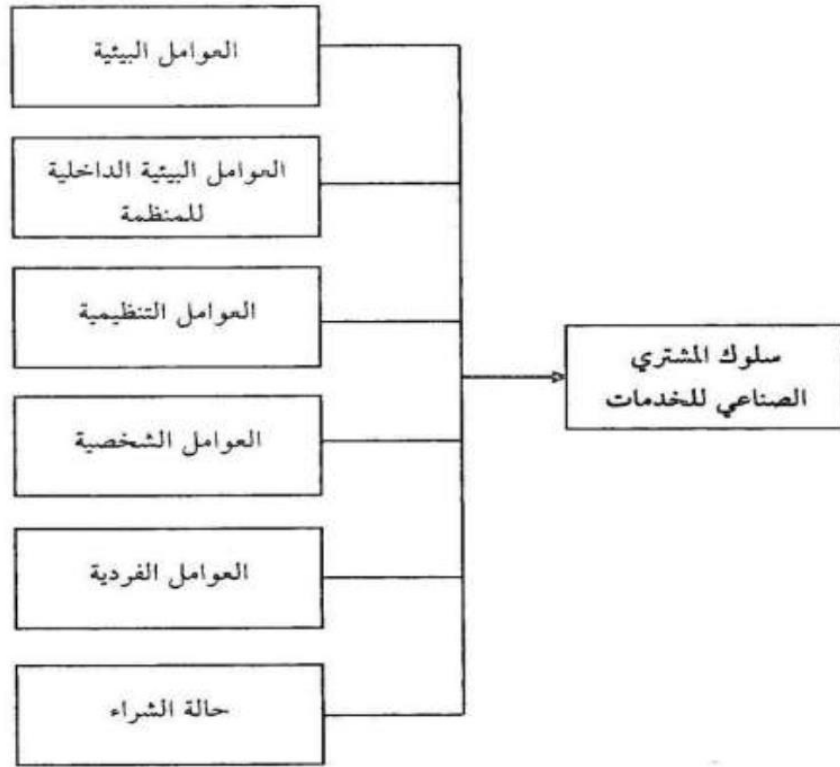 العوامل البيئية
العوامل البيئية الداخلية
للمنظمة
العوامل التنظيمية
سلوك المشتري
الصناعي للخدمات
العوامل الشخصية
العوامل الفردية
حالة الشراء